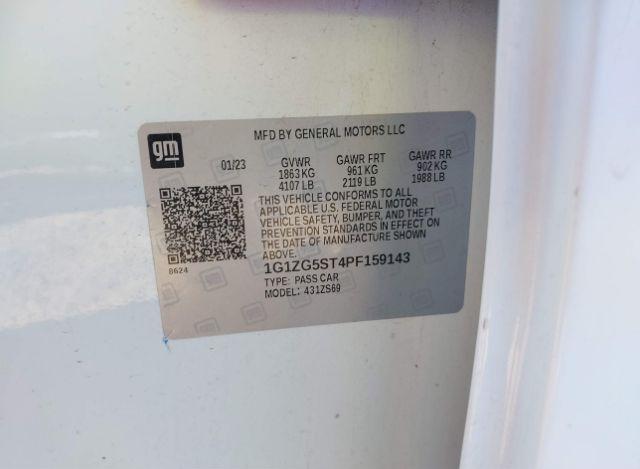 MFD BY GENERAL MOTORS LLC
gm
01/23 GVWR GAWR FRT GAWR RR
1863 KG 961 KG 902 KG
4107 LB 2119 LB 1988 LB
THIS VEHICLE CONFORMS TO ALL
APPLICABLE U.S. FEDERAL MOTOR
VEHICLE SAFETY, BUMPER, AND THEFT
PREVENTION STANDARDS IN EFFECT ON
THE DATE OF MANUFACTURE SHOWN
ABOVE.
8624
1G1ZG5ST4PF159143
TYPE: PASS CAR
MODEL: 431ZS69